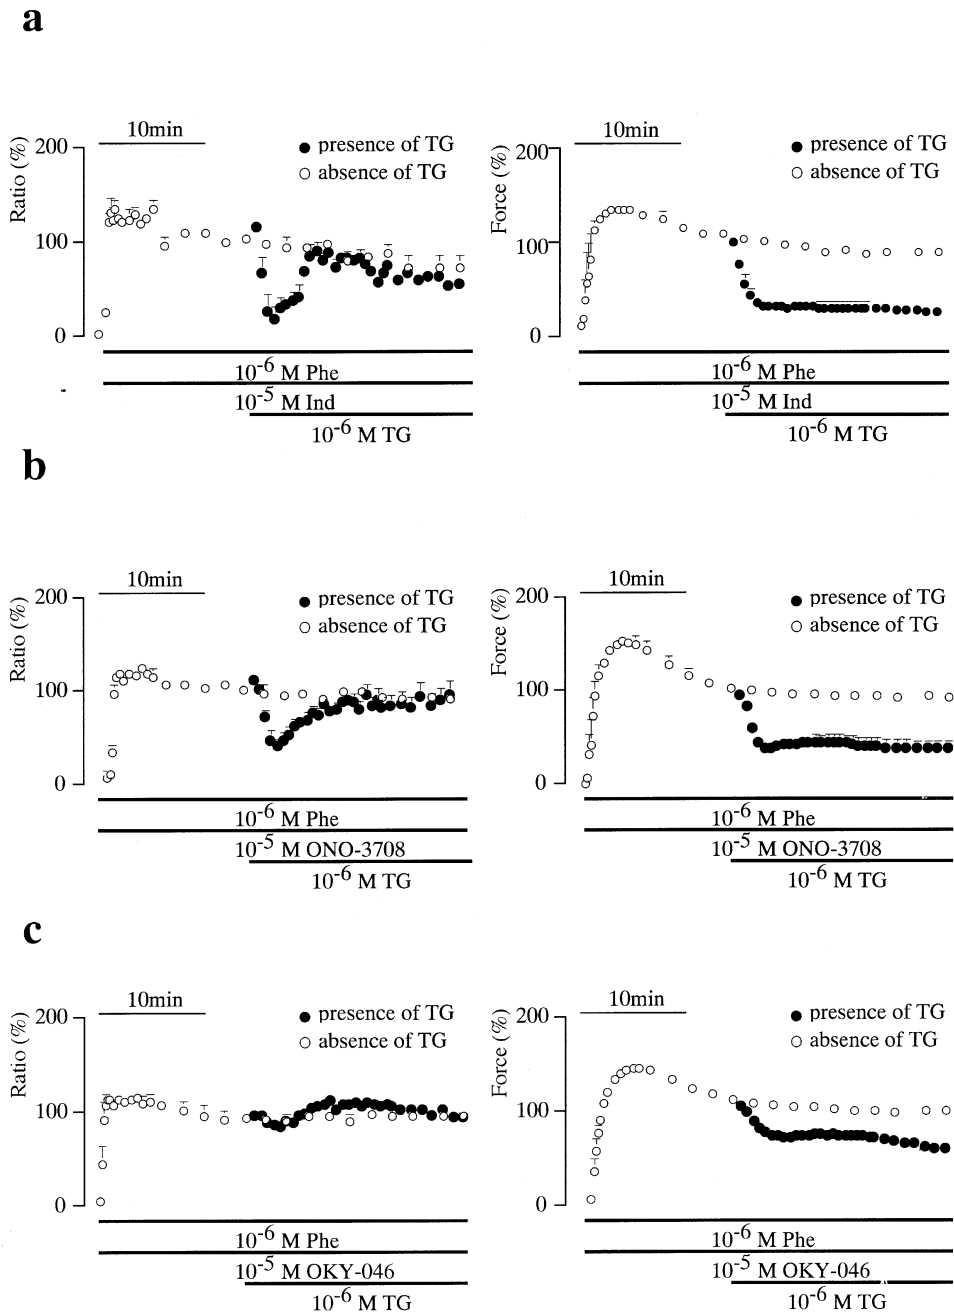 a
10min
200
100
0
Ratio (%)
presence of TG
absence of TG
10-6 M Phe
10-5 M Ind
10-6 M TG
10min
200
100
0
Force (%)
presence of TG
absence of TG
10-6 M Phe
10-5 M Ind
10-6 M TG
b
10min
200
100
0
Ratio (%)
presence of TG
absence of TG
10-6 M Phe
10-5 M ONO-3708
10-6 M TG
10min
200
100
0
Force (%)
presence of TG
absence of TG
10-6 M Phe
10-5 M ONO-3708
10-6 M TG
c
10min
200
100
0
Ratio (%)
presence of TG
absence of TG
10-6 M Phe
10-5 M OKY-046
10-6 M TG
10min
200
100
0
Force (%)
presence of TG
absence of TG
10-6 M Phe
10-5 M OKY-046
10-6 M TG